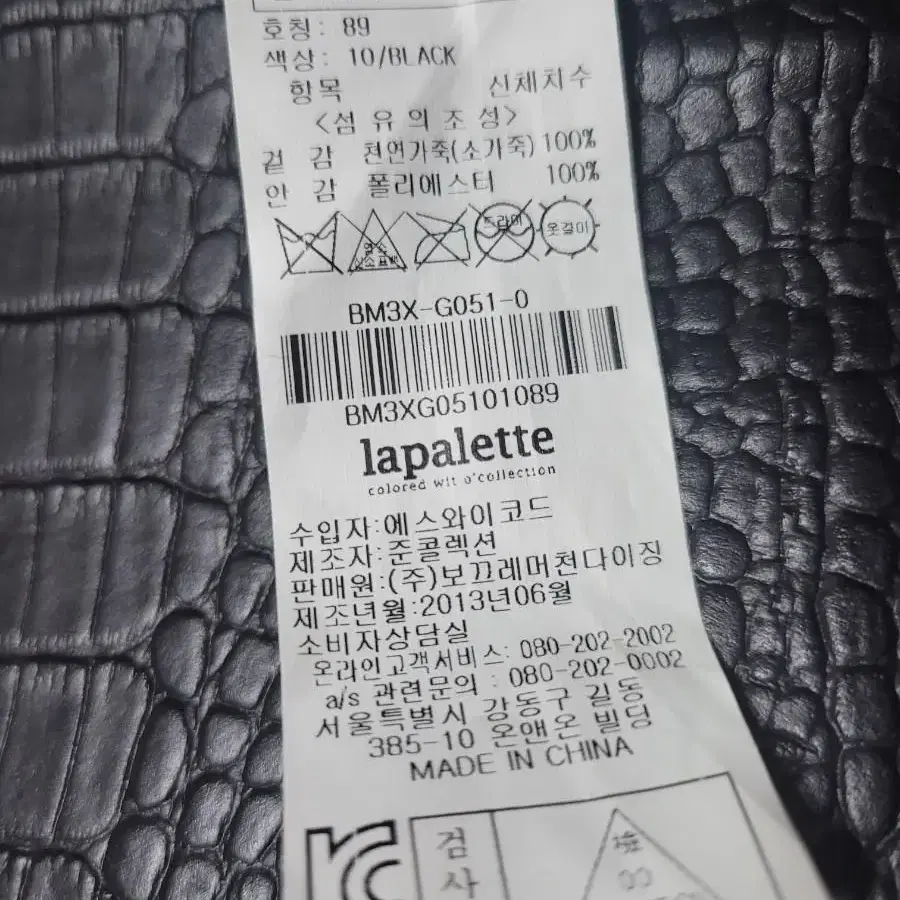 호칭: 89
색상: 10/BLACK
항목 신체치수
<섬유의조성>
겉감 천연가죽(소가죽) 100%
안감 폴리에스터 100%
염소
산소표백
드라이
옷걸이
BM3X-G051-0
BM3XG05101089
lapalette
colored wit o'collection
수입자:에스와이코드
제조자:준콜렉션
판매원:(주)보끄레머천다이징
제조년월:2013년06월
소비자상담실
온라인고객서비스: 080-202-2002
a/s 관련문의 : 080-202-0002
서울특별시 강동구 길동
385-10 온앤온 빌딩
MADE IN CHINA
검
사